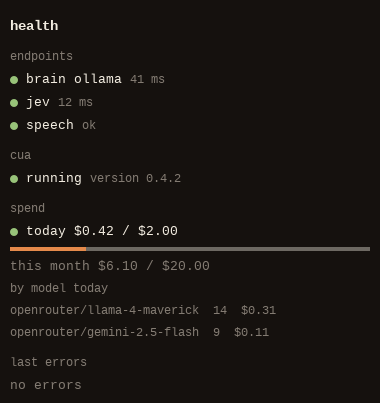 health
endpoints
brain ollama 41 ms
jev 12 ms
speech ok
cua
running version 0.4.2
spend
today $0.42 / $2.00
this month $6.10 / $20.00
by model today
openrouter/llama-4-maverick 14 $0.31
openrouter/gemini-2.5-flash 9 $0.11
last errors
no errors